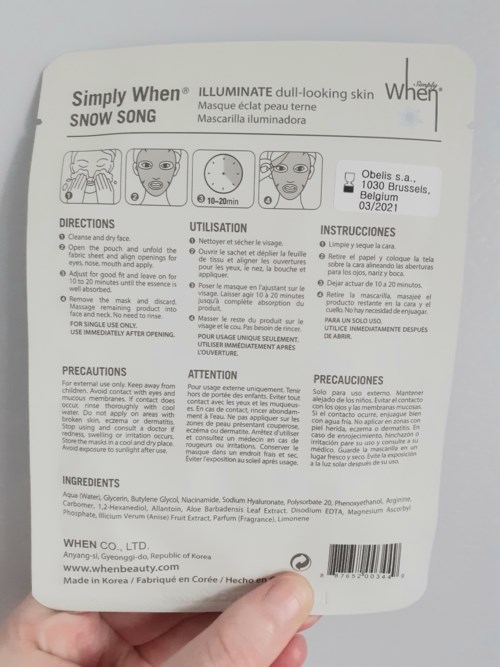 Simply When® ILLUMINATE dull-looking skin
SNOW SONG Masque éclat peau terne
Mascarilla iluminadora
Simply
When®
1
2
3 10-20min
4
Obelis s.a.,
1030 Brussels,
Belgium
03/2021
DIRECTIONS
1 Cleanse and dry face.
2 Open the pouch and unfold the
fabric sheet and align openings for
eyes, nose, mouth and apply.
3 Adjust for good fit and leave on for
10 to 20 minutes until the essence is
well absorbed.
4 Remove the mask and discard.
Massage remaining product into
face and neck. No need to rinse.
FOR SINGLE USE ONLY.
USE IMMEDIATELY AFTER OPENING.
UTILISATION
1 Nettoyer et sécher le visage.
2 Ouvrir le sachet et déplier la feuille
de tissu et aligner les ouvertures
pour les yeux, le nez, la bouche et
appliquer.
3 Poser le masque en l'ajustant sur le
visage. Laisser agir 10 à 20 minutes
jusqu'à complète absorption du
produit.
4 Masser le reste du produit sur le
visage et le cou. Pas besoin de rincer.
POUR USAGE UNIQUE SEULEMENT.
UTILISER IMMÉDIATEMENT APRÈS
L'OUVERTURE.
INSTRUCCIONES
1 Limpie y seque la cara.
2 Retire el papel y coloque la tela
sobre la cara alineando las aberturas
para los ojos, nariz y boca.
3 Dejar actuar de 10 a 20 minutos.
4 Retire la mascarilla, masajeé el
producto restante en la cara y el
cuello. No hay necesidad de enjuagar.
PARA UN SOLO USO.
UTILICE INMEDIATAMENTE DESPUÉS
DE ABRIR.
PRECAUTIONS
For external use only. Keep away from
children. Avoid contact with eyes and
mucous membranes. If contact does
occur, rinse thoroughly with cool
water. Do not apply on areas with
broken skin, eczema or dermatitis.
Stop using and consult a doctor if
redness, swelling or irritation occurs.
Store the mask in a dry and cool place.
Avoid exposure to sunlight after use.
ATTENTION
Pour usage externe uniquement. Tenir
hors de portée des enfants. Éviter tout
contact avec les yeux et les muqueu-
ses. En cas de contact, rincer abondam-
ment à l'eau. Ne pas appliquer sur les
zones de peau présentant couperose,
eczéma ou dermatite. Arrêtez d'utiliser
et consultez un médecin en cas de
rougeurs ou irritations. Conservez le
masque dans un endroit frais et sec.
Éviter l'exposition au soleil après usage.
PRECAUCIONES
Solo para uso externo. Mantener
alejado de los niños. Evitar el contacto
con los ojos y las membranas mucosas.
Si el contacto ocurre, enjuague bien
con agua fría. No aplicar en zonas con
piel herida, eczema o dermatitis. En
caso de enrojecimiento, hinchazón o
irritación pare su uso y consulte a su
médico. Guarde la mascarilla en un
lugar fresco y seco. Evite la exposición
a la luz solar después de su uso.
INGREDIENTS
Aqua (Water), Glycerin, Butylene Glycol, Niacinamide, Sodium Hyaluronate, Polysorbate 20, Phenoxyethanol, Arginine,
Carbomer, 1,2-Hexanediol, Allantoin, Aloe Barbadensis Leaf Extract, Disodium EDTA, Magnesium Ascorbyl
Phosphate, Illicium Verum (Anise) Fruit Extract, Parfum (Fragrance), Limonene
WHEN CO., LTD.
Anyang-si, Gyeonggi-do, Republic of Korea
www.whenbeauty.com
Made in Korea / Fabriqué en Corée / Hecho en